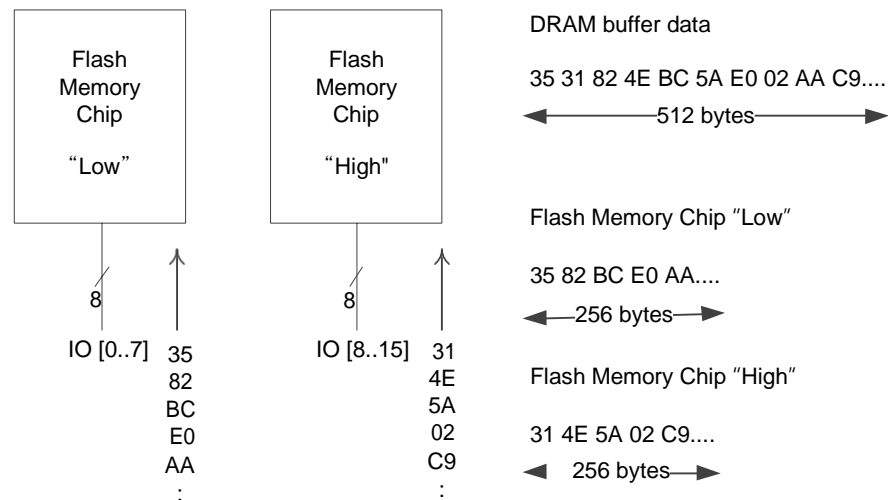 Flash
Memory
Chip
“Low”
8
IO [0..7]
35
82
BC
E0
AA
:
Flash
Memory
Chip
“High"
8
IO [8..15]
31
4E
5A
02
C9
:
DRAM buffer data
35 31 82 4E BC 5A E0 02 AA C9....
512 bytes
Flash Memory Chip “Low“
35 82 BC E0 AA....
256 bytes
Flash Memory Chip “High“
31 4E 5A 02 C9....
256 bytes